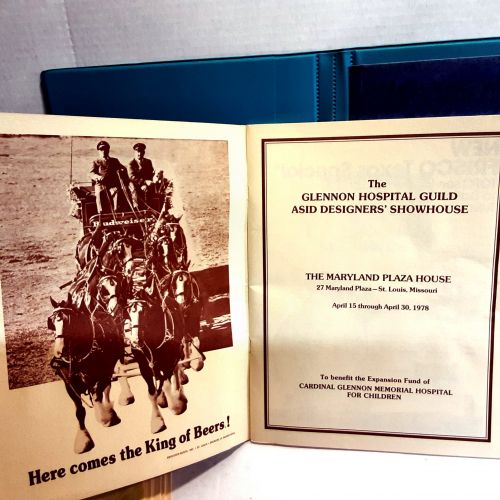 Budweiser
Here comes the King of Beers.!
The
GLENNON HOSPITAL GUILD
ASID DESIGNERS' SHOWHOUSE
THE MARYLAND PLAZA HOUSE
27 Maryland Plaza—St. Louis, Missouri
April 15 through April 30, 1978
To benefit the Expansion Fund of
CARDINAL GLENNON MEMORIAL HOSPITAL
FOR CHILDREN